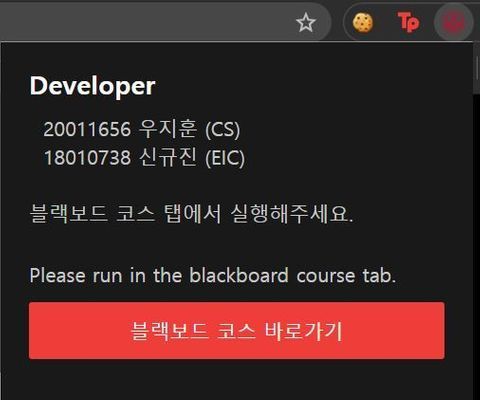 Tp
Developer
20011656 우지훈 (CS)
18010738 신규진 (EIC)
블랙보드 코스 탭에서 실행해주세요.
Please run in the blackboard course tab.
블랙보드 코스 바로가기